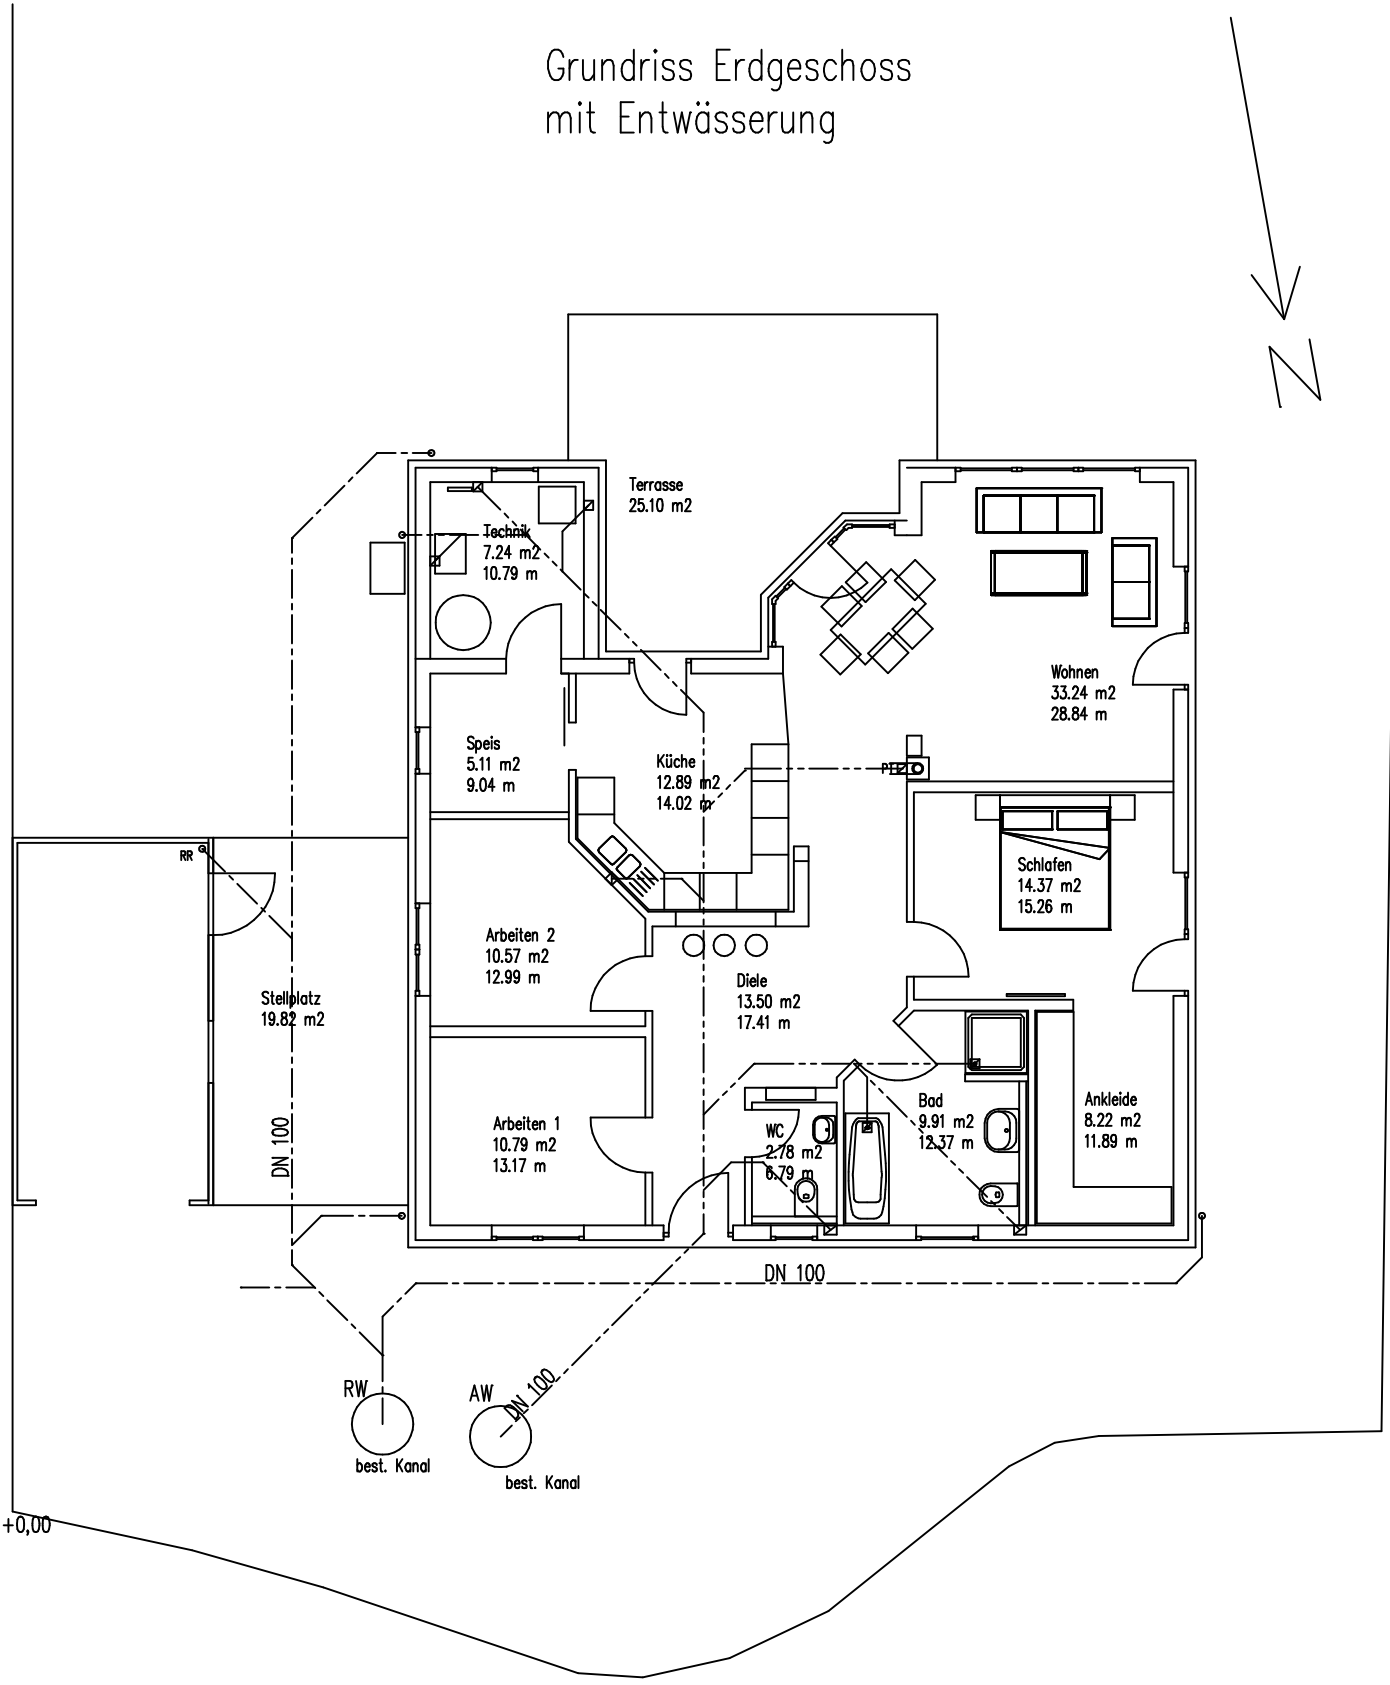 Grundriss Erdgeschoss
mit Entwässerung
N
Terrasse
25.10 m2
Technik
7.24 m2
10.79 m
Wohnen
33.24 m2
28.84 m
Speis
5.11 m2
9.04 m
Küche
12.89 m2
14.02 m
RR
Schlafen
14.37 m2
15.26 m
Arbeiten 2
10.57 m2
12.99 m
Diele
13.50 m2
17.41 m
Stellplatz
19.82 m2
Arbeiten 1
10.79 m2
13.17 m
WC
2.78 m2
6.79 m
Bad
9.91 m2
12.37 m
Ankleide
8.22 m2
11.89 m
DN 100
DN 100
DN 100
RW
AW
best. Kanal
best. Kanal
+0,00